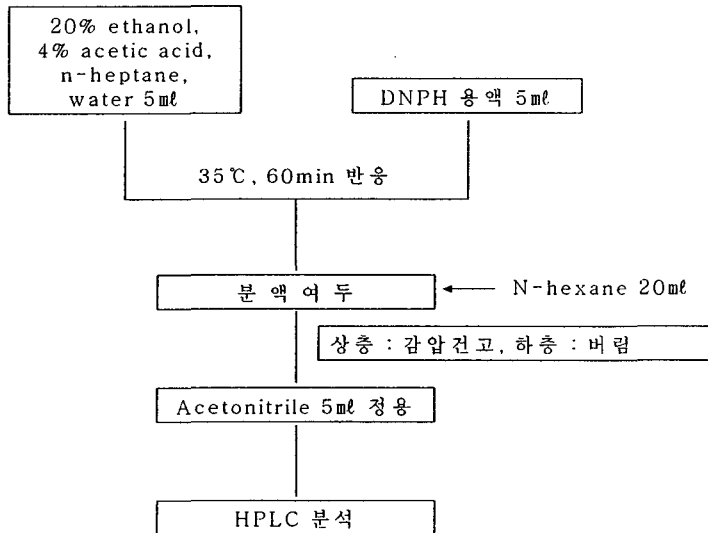 20% ethanol,
4% acetic acid,
n-heptane,
water 5㎖
DNPH 용액 5㎖
35℃, 60min 반응
분 액 여 두
N-hexane 20㎖
상층 : 감압건고, 하층 : 버림
Acetonitrile 5㎖ 정용
HPLC 분석